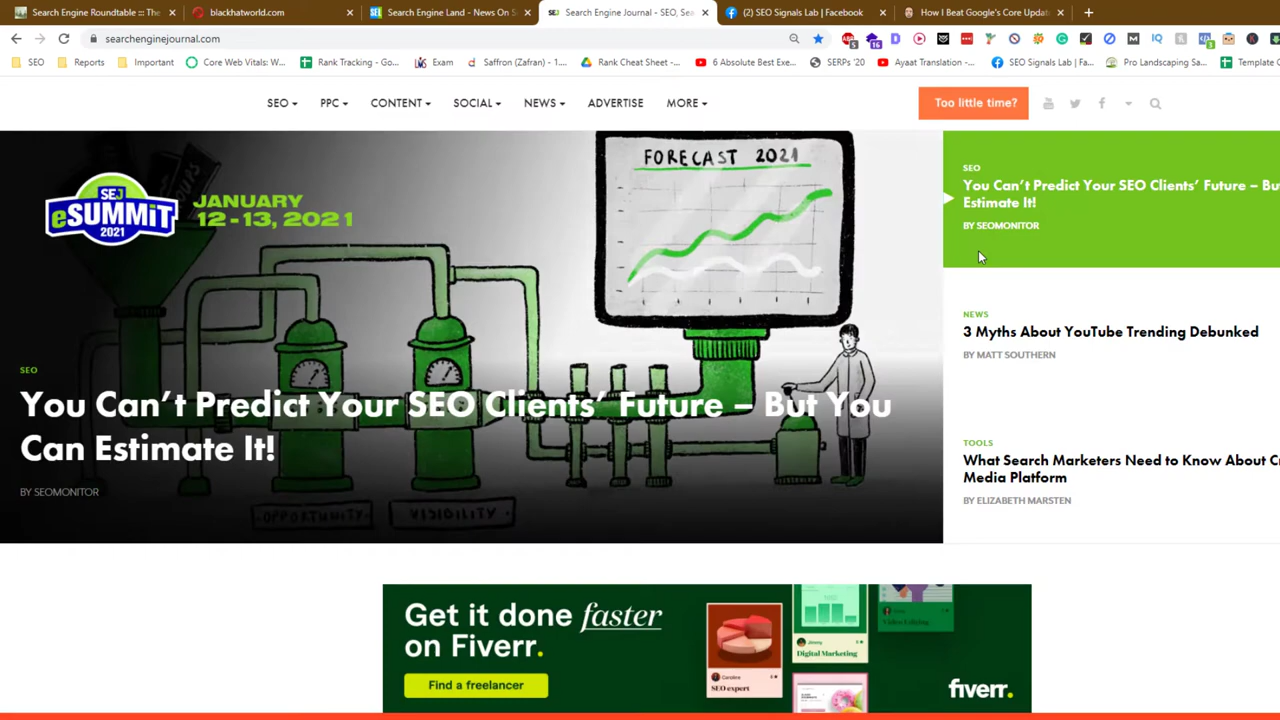 Search Engine Roundtable ::: The
blackhatworld.com
Search Engine Land - News On S
Search Engine Journal - SEO, Sea
(2) SEO Signals Lab | Facebook
How I Beat Google's Core Updat
searchenginejournal.com
SEO
Reports
Important
Core Web Vitals: W...
Rank Tracking - Go...
Exam
Saffron (Zafran) - 1....
Rank Cheat Sheet -...
6 Absolute Best Exe...
SERPs '20
Ayaat Translation -...
SEO Signals Lab | Fa...
Pro Landscaping Sa...
Template C
SEO
PPC
CONTENT
SOCIAL
NEWS
ADVERTISE
MORE
Too little time?
SEJ
eSUMMIT
2021
JANUARY
12-13, 2021
FORECAST 2021
SEO
You Can't Predict Your SEO Clients' Future – But You
Can Estimate It!
BY SEOMONITOR
OPPORTUNITY
VISIBILITY
SEO
You Can't Predict Your SEO Clients' Future – But
Estimate It!
BY SEOMONITOR
NEWS
3 Myths About YouTube Trending Debunked
BY MATT SOUTHERN
TOOLS
What Search Marketers Need to Know About Cr
Media Platform
BY ELIZABETH MARSTEN
Get it done faster
on Fiverr.
Find a freelancer
SEO expert
Digital Marketing
Video Editing
fiverr.